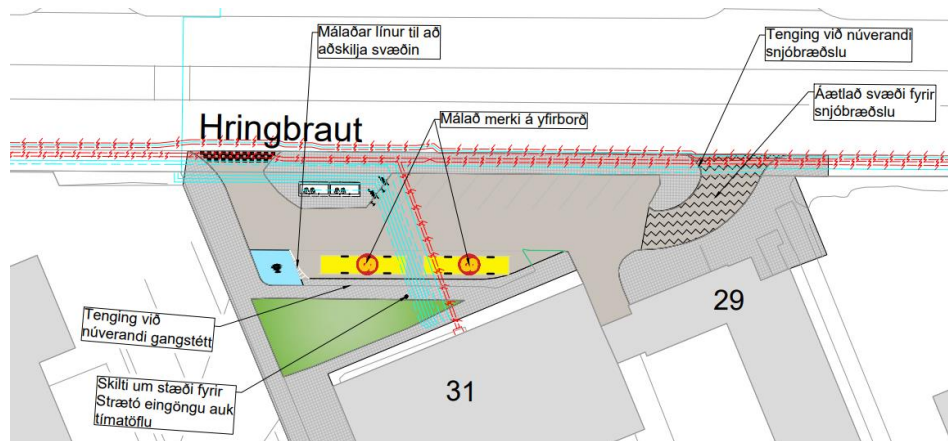 Málaðar línur til að
aðskilja svæðin
Tenging við núverandi
snjóbræðslu
Áætlað svæði fyrir
snjóbræðslu
Hringbraut
Málað merki á yfirborð
Tenging við
núverandi gangstétt
29
Skilti um stæði fyrir
Strætó eingöngu auk
tímatöflu
31